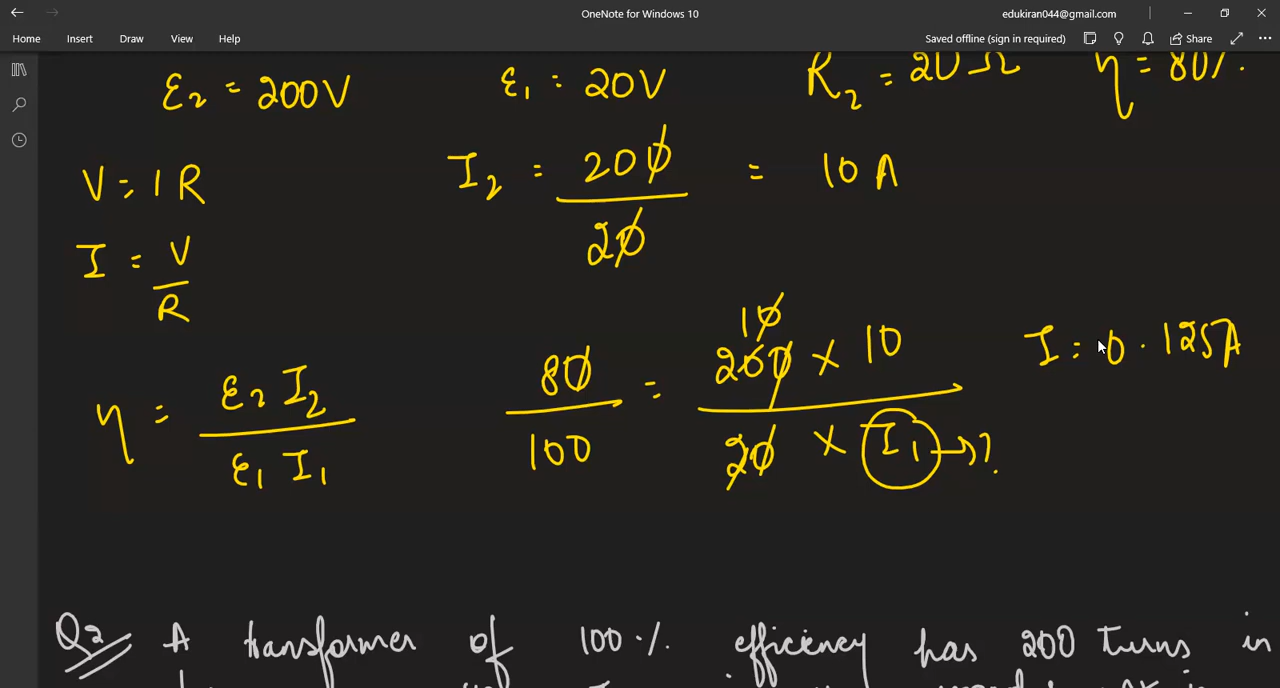 OneNote for Windows 10
edukiran044@gmail.com
Home Insert Draw View Help
Saved offline (sign in required) Share
ε2 = 200V ε1 = 20V R2 = 20Ω η = 80%.
V = IR I2 = 200/20 = 10 A
I = V/R
10
η = ε2 I2 / ε1 I1 80/100 = 200 × 10 / 20 × I1 → ? I = 0.125A
Q2 A transformer of 100% efficiency has 200 turns in